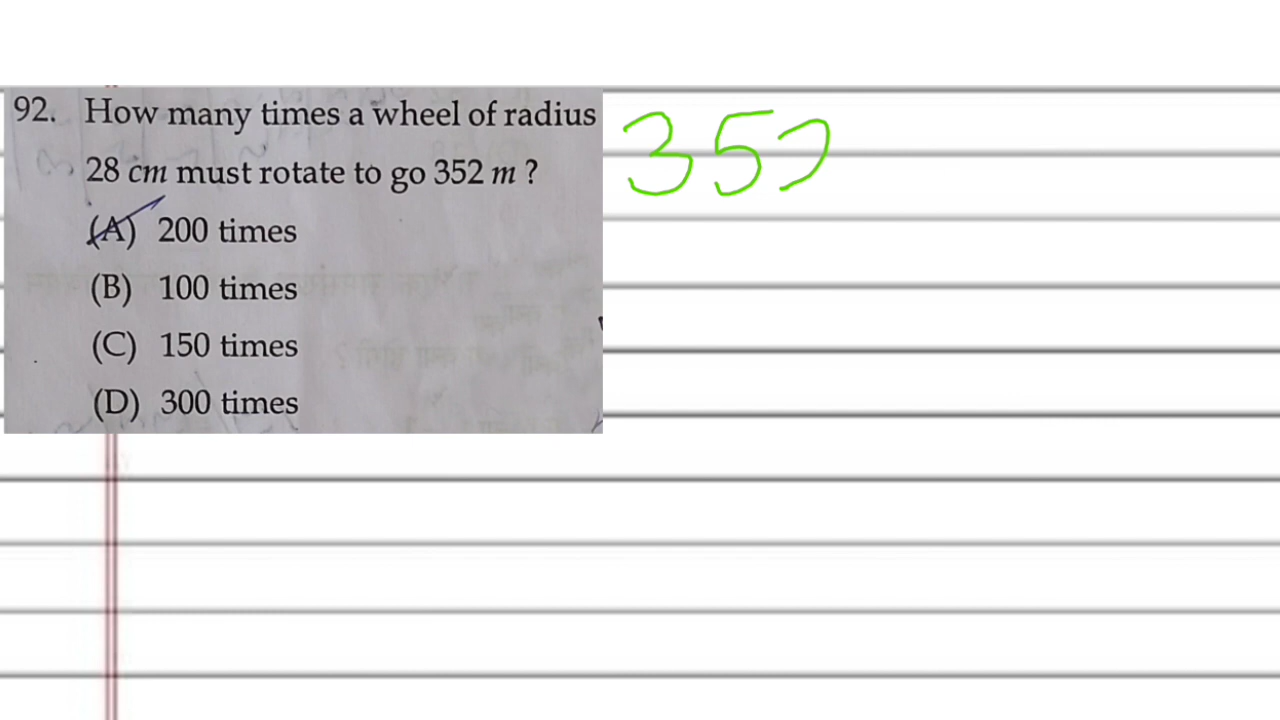 92. How many times a wheel of radius
28 cm must rotate to go 352 m ?
(A) 200 times
(B) 100 times
(C) 150 times
(D) 300 times
352